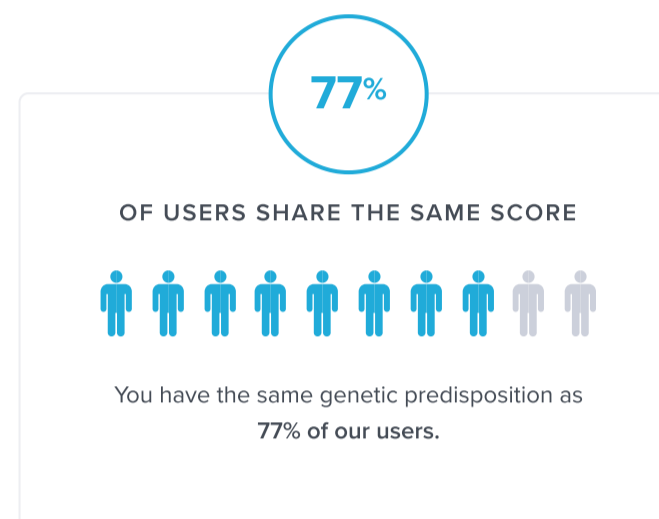 77%
OF USERS SHARE THE SAME SCORE
You have the same genetic predisposition as
77% of our users.